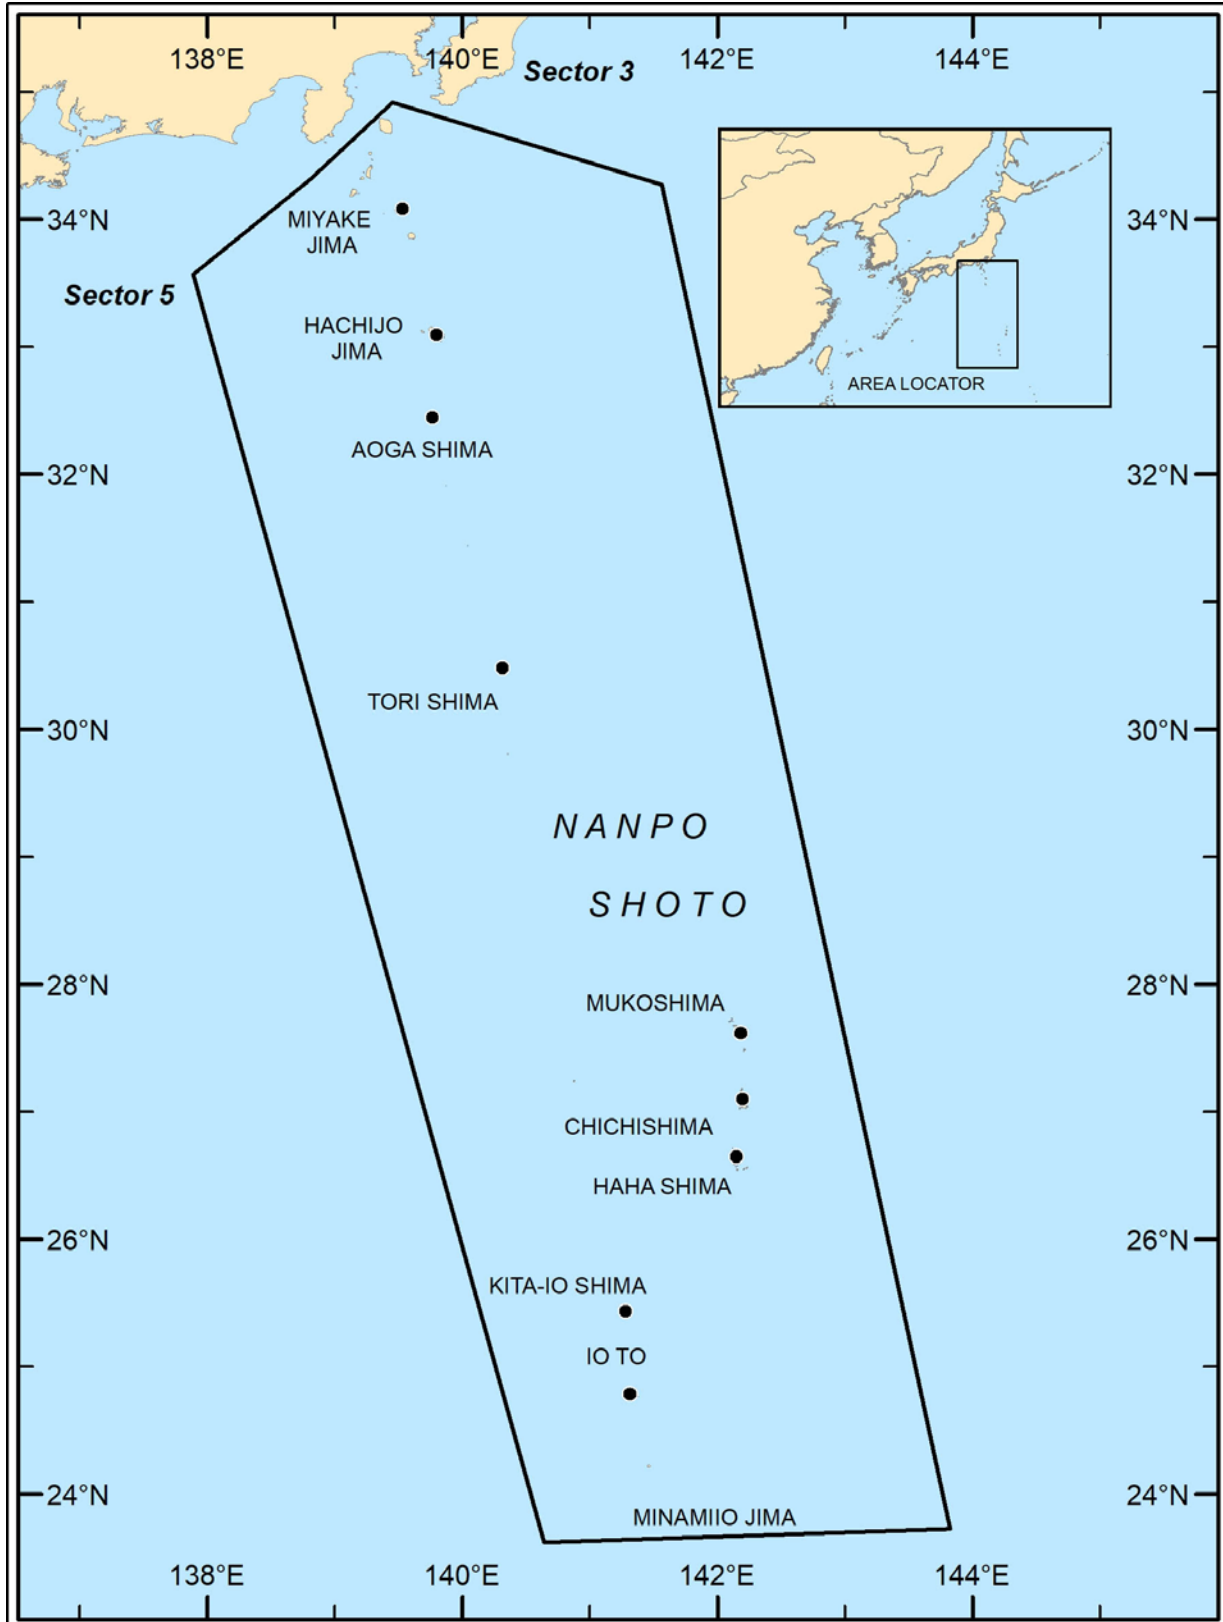 138°E
140°E
142°E
144°E
Sector 3
34°N
34°N
MIYAKE
JIMA
Sector 5
HACHIJO
JIMA
AREA LOCATOR
AOGA SHIMA
32°N
32°N
TORI SHIMA
30°N
30°N
NANPO
SHOTO
28°N
28°N
MUKOSHIMA
CHICHISHIMA
HAHA SHIMA
26°N
26°N
KITA-IO SHIMA
IO TO
24°N
24°N
MINAMIIO JIMA
138°E
140°E
142°E
144°E